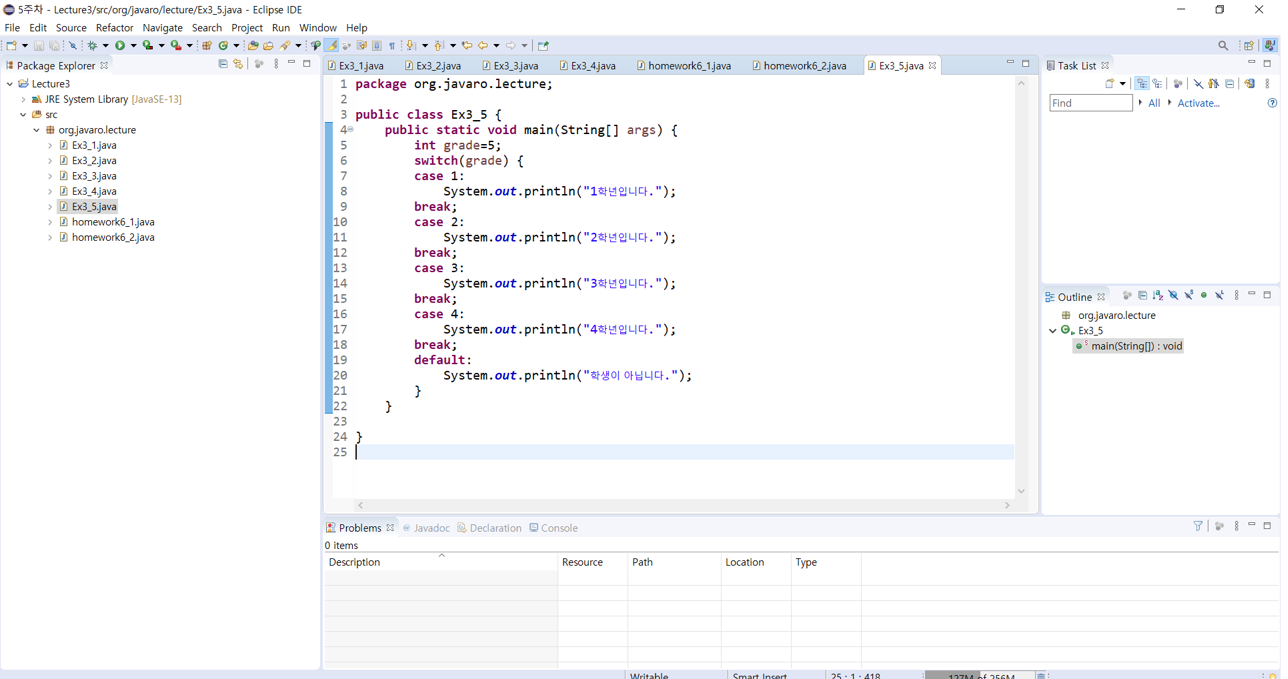 5주차 - Lecture3/src/org/javaro/lecture/Ex3_5.java - Eclipse IDE
File Edit Source Refactor Navigate Search Project Run Window Help
Package Explorer
Lecture3
JRE System Library [JavaSE-13]
src
org.javaro.lecture
Ex3_1.java
Ex3_2.java
Ex3_3.java
Ex3_4.java
Ex3_5.java
homework6_1.java
homework6_2.java
Ex3_1.java Ex3_2.java Ex3_3.java Ex3_4.java homework6_1.java homework6_2.java Ex3_5.java
1 package org.javaro.lecture;
2
3 public class Ex3_5 {
4 public static void main(String[] args) {
5 int grade=5;
6 switch(grade) {
7 case 1:
8 System.out.println("1학년입니다.");
9 break;
10 case 2:
11 System.out.println("2학년입니다.");
12 break;
13 case 3:
14 System.out.println("3학년입니다.");
15 break;
16 case 4:
17 System.out.println("4학년입니다.");
18 break;
19 default:
20 System.out.println("학생이 아닙니다.");
21 }
22 }
23
24 }
25
Task List
Find All Activate...
Outline
org.javaro.lecture
Ex3_5
main(String[]) : void
Problems Javadoc Declaration Console
0 items
Description Resource Path Location Type
Writable Smart Insert 25 : 1 : 418 127M of 256M